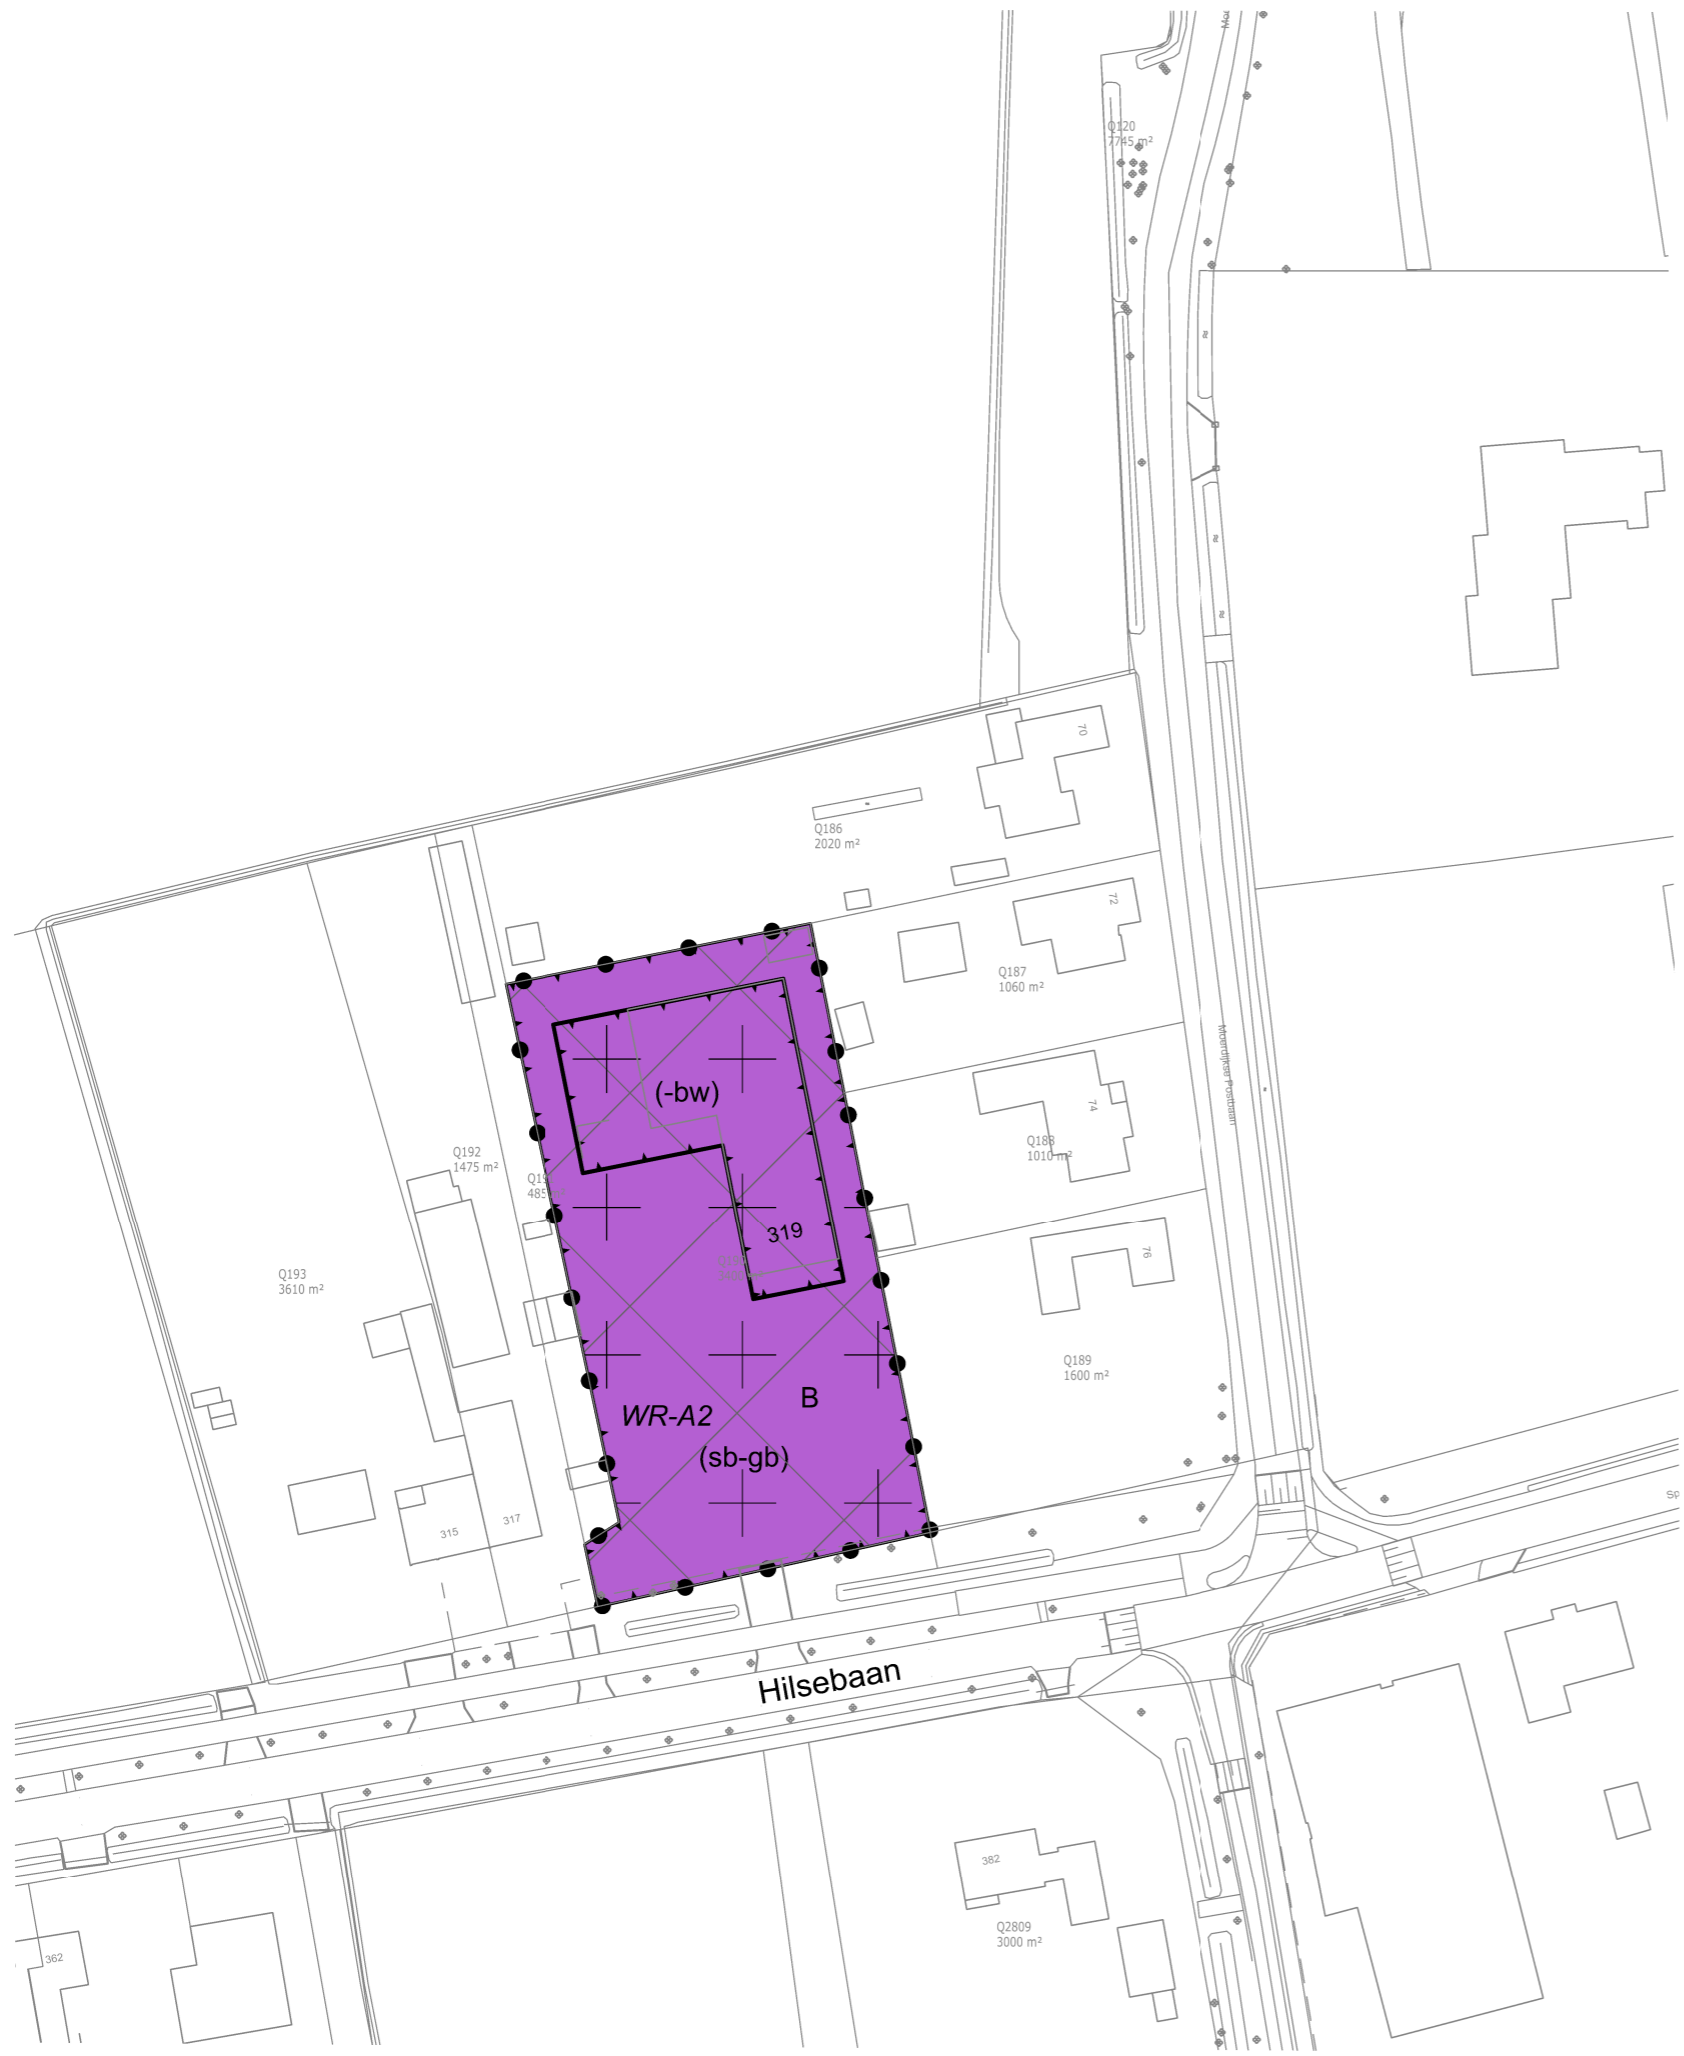 Q120
7745 m²
70
Q186
2020 m²
72
Q187
1060 m²
Moerdijkse Postbaan
(-bw)
74
Q188
1010 m²
Q192
1475 m²
319
76
Q193
3610 m²
Q189
1600 m²
B
WR-A2
(sb-gb)
315
317
Hilsebaan
382
Q2809
3000 m²
362